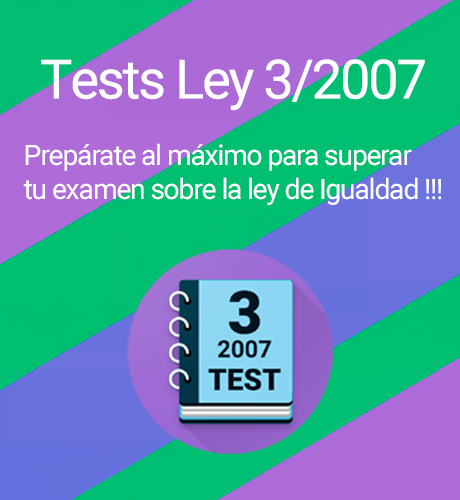 Tests Ley 3/2007
Prepárate al máximo para superar
tu examen sobre la ley de Igualdad !!!
3
2007
TEST